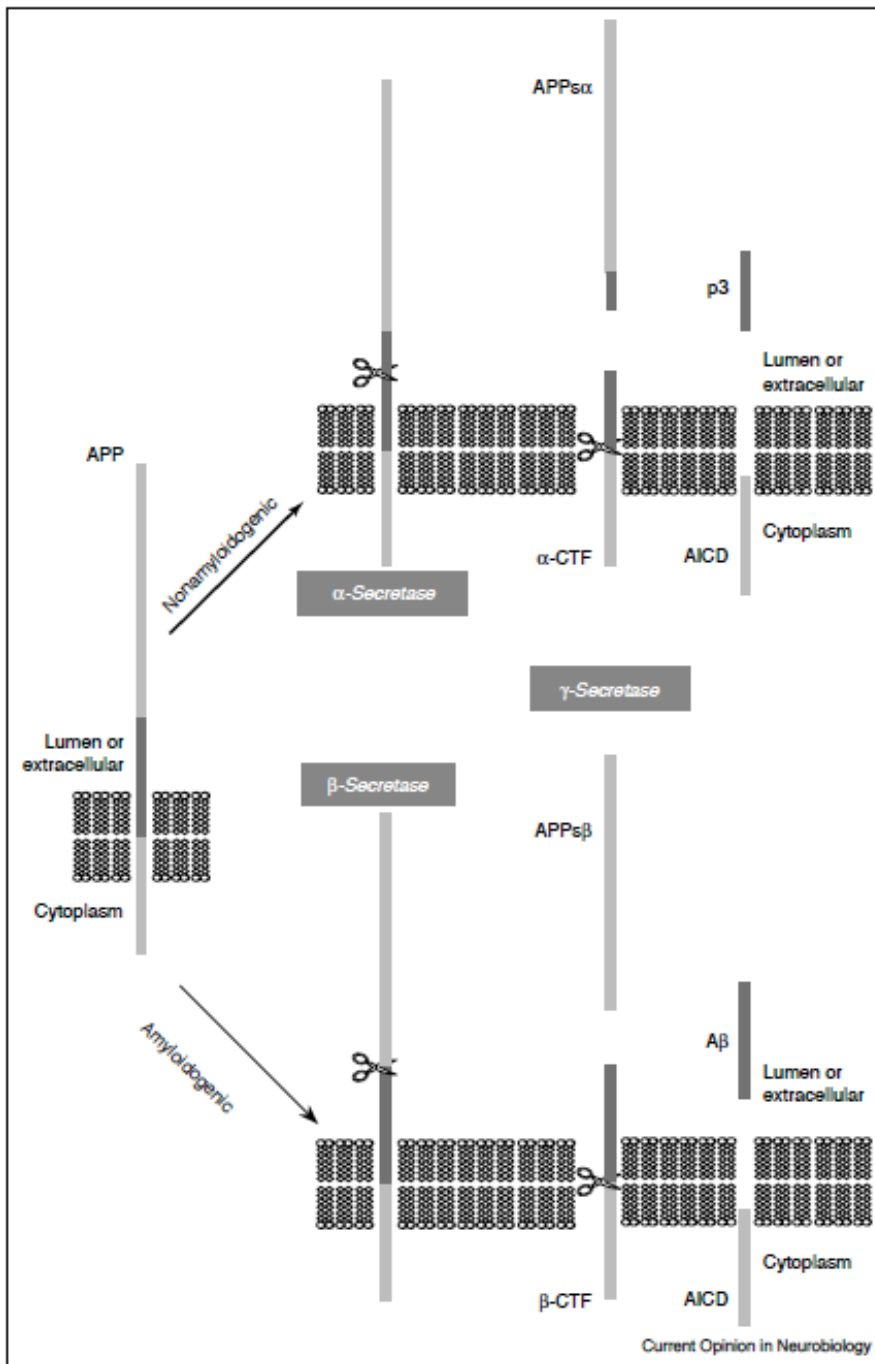 APPsα
p3
Lumen or
extracellular
APP
Nonamyloidogenic
Cytoplasm
α-CTF
AICD
α-Secretase
γ-Secretase
Lumen or
extracellular
β-Secretase
APPsβ
Cytoplasm
Amyloidogenic
Aβ
Lumen or
extracellular
Cytoplasm
β-CTF
AICD
Current Opinion in Neurobiology